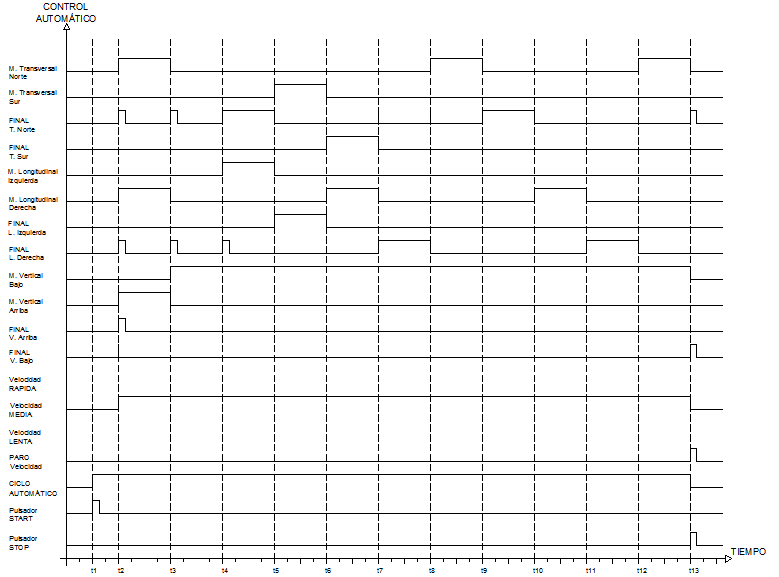 CONTROL
AUTOMÁTICO
M. Transversal
Norte
M. Transversal
Sur
FINAL
T. Norte
FINAL
T. Sur
M. Longitudinal
Izquierda
M. Longitudinal
Derecha
FINAL
L. Izquierda
FINAL
L. Derecha
M. Vertical
Bajo
M. Vertical
Arriba
FINAL
V. Arriba
FINAL
V. Bajo
Velocidad
RAPIDA
Velocidad
MEDIA
Velocidad
LENTA
PARO
Velocidad
CICLO
AUTOMÁTICO
Pulsador
START
Pulsador
STOP
TIEMPO
t1 t2 t3 t4 t5 t6 t7 t8 t9 t10 t11 t12 t13